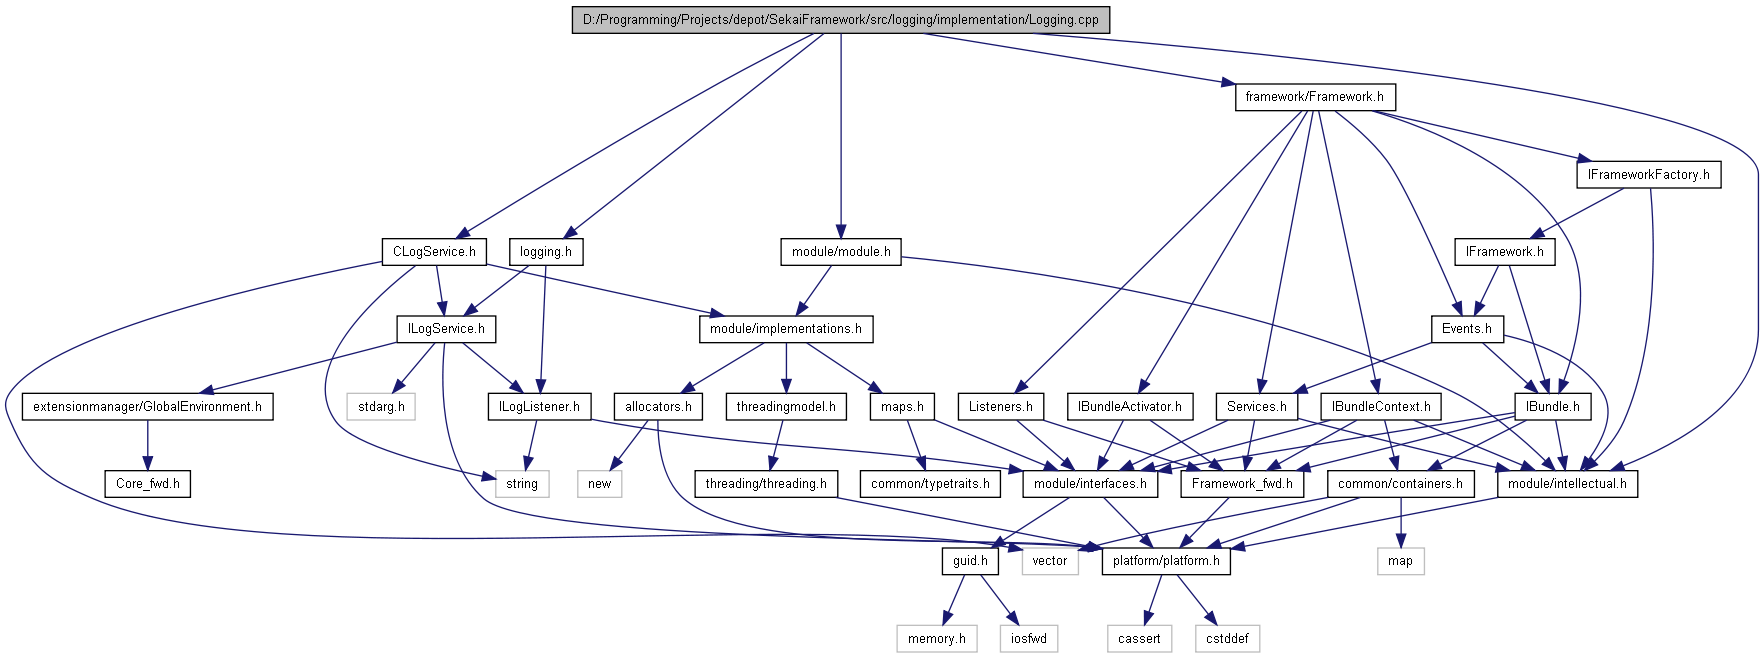 D:/Programming/Projects/depot/SekaiFramework/src/logging/implementation/Logging.cpp
framework/Framework.h
IFrameworkFactory.h
CLogService.h
logging.h
module/module.h
IFramework.h
ILogService.h
module/implementations.h
Events.h
extensionmanager/GlobalEnvironment.h
stdarg.h
ILogListener.h
allocators.h
threadingmodel.h
maps.h
Listeners.h
IBundleActivator.h
Services.h
IBundleContext.h
IBundle.h
Core_fwd.h
string
new
threading/threading.h
common/typetraits.h
module/interfaces.h
Framework_fwd.h
common/containers.h
module/intellectual.h
guid.h
vector
platform/platform.h
map
memory.h
iosfwd
cassert
cstddef